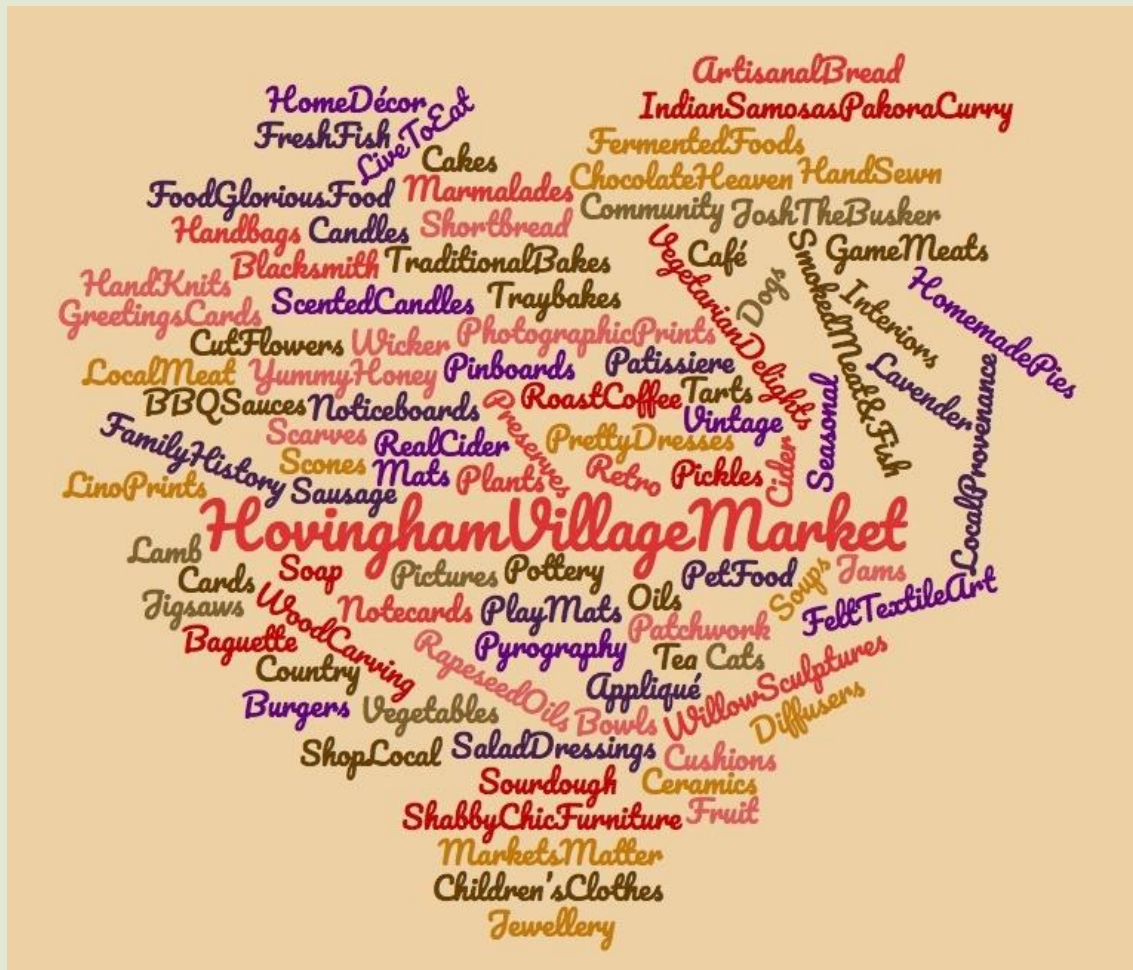 ArtisanalBread
HomeDécor
LiveToEat
IndianSamosasPakoraCurry
FreshFish
Cakes
FermentedFoods
FoodGloriousFood
Marmalades
ChocolateHeaven
HandSewn
Handbags
Candles
Shortbread
Community
JoshTheBusker
Blacksmith
TraditionalBakes
VegetarianDelights
Café
SmokedMeat&Fish
GameMeats
HandKnits
ScentedCandles
Traybakes
Dogs
Interiors
HomemadePies
GreetingsCards
CutFlowers
Wicker
PhotographicPrints
LocalMeat
YummyHoney
Pinboards
Patissiere
Lavender
LocalProvenance
BBQSauces
Noticeboards
Preserves
RoastCoffee
Tarts
Seasonal
FamilyHistory
Scarves
RealCider
PrettyDresses
Vintage
Scones
Mats
Retro
Pickles
Cider
LinoPrints
Sausage
Plants
HovinghamVillageMarket
Lamb
Cards
Soap
Pictures
Pottery
PetFood
Soups
Jams
Jigsaws
WoodCarving
Notecards
PlayMats
Oils
FeltTextileArt
Baguette
RapeseedOils
Pyrography
Patchwork
Country
Tea
Cats
WillowSculptures
Burgers
Vegetables
Appliqué
Bowls
Diffusers
ShopLocal
SaladDressings
Cushions
Sourdough
Ceramics
ShabbyChicFurniture
Fruit
MarketsMatter
Children'sClothes
Jewellery